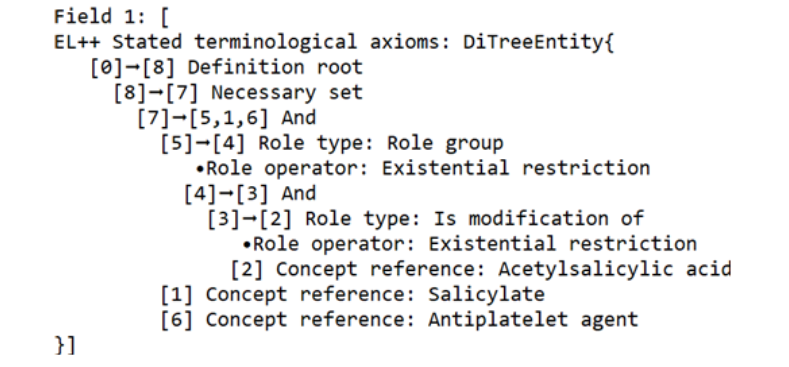 Field 1: [
EL++ Stated terminological axioms: DiTreeEntity{
[0]→[8] Definition root
[8]→[7] Necessary set
[7]→[5,1,6] And
[5]→[4] Role type: Role group
•Role operator: Existential restriction
[4]→[3] And
[3]→[2] Role type: Is modification of
•Role operator: Existential restriction
[2] Concept reference: Acetylsalicylic acid
[1] Concept reference: Salicylate
[6] Concept reference: Antiplatelet agent
}]